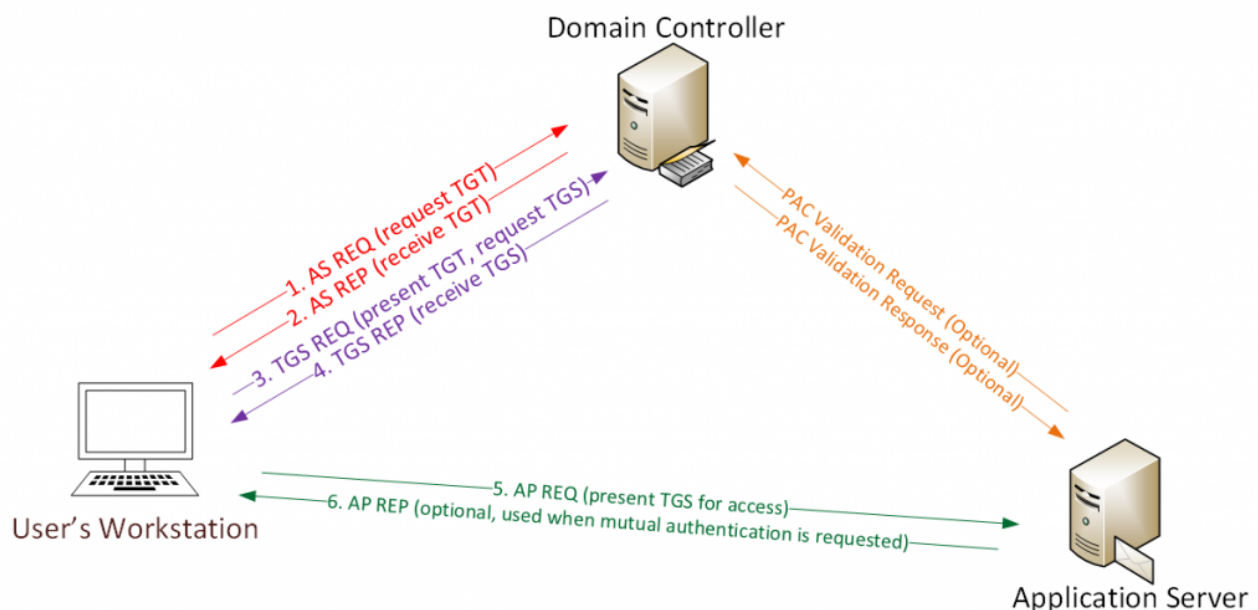 Domain Controller
1. AS REQ (request TGT)
2. AS REP (receive TGT)
3. TGS REQ (present TGT, request TGS)
4. TGS REP (receive TGS)
PAC Validation Request (Optional)
PAC Validation Response (Optional)
5. AP REQ (present TGS for access)
6. AP REP (optional, used when mutual authentication is requested)
User's Workstation
Application Server